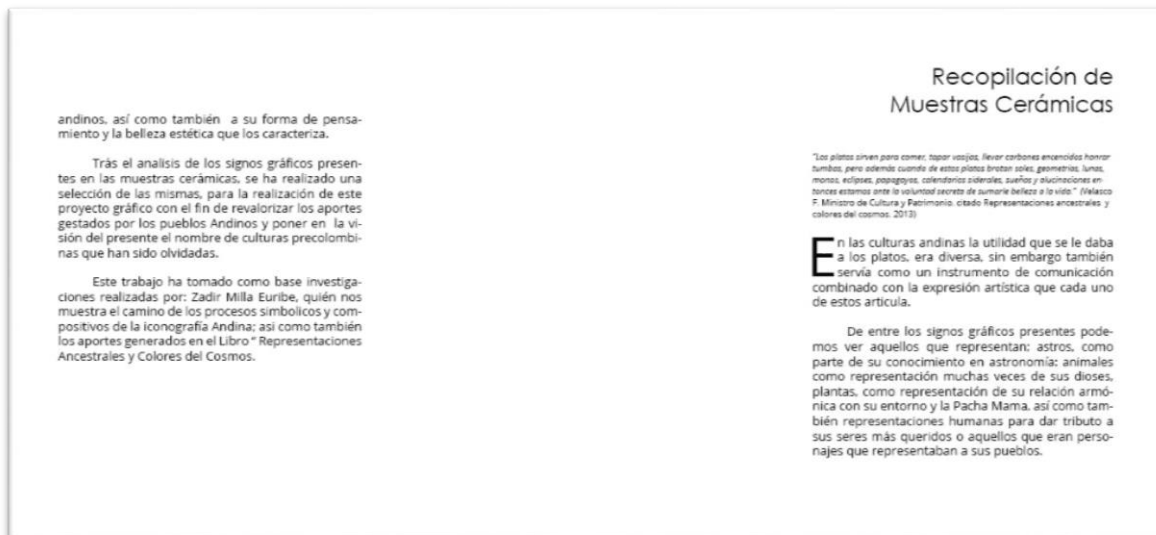 andinos, así como también a su forma de pensa-
miento y la belleza estética que los caracteriza.
Trás el analisis de los signos gráficos presen-
tes en las muestras cerámicas, se ha realizado una
selección de las mismas, para la realización de este
proyecto gráfico con el fin de revalorizar los aportes
gestados por los pueblos Andinos y poner en la vi-
sión del presente el nombre de culturas precolombi-
nas que han sido olvidadas.
Este trabajo ha tomado como base investiga-
ciones realizadas por: Zadir Milla Euribe, quién nos
muestra el camino de los procesos simbolicos y com-
positivos de la iconografía Andina; asi como también
los aportes generados en el Libro " Representaciones
Ancestrales y Colores del Cosmos.
Recopilación de
Muestras Cerámicas
"Los platos sirven para comer, tapar vasijas, llevar carbones encendidos honrar
tumbas, pero además cuando de estos platos brotan soles, geometrías, lunas,
monos, eclipses, papagayos, calendarios siderales, sueños y alucinaciones en-
tonces estamos ante la voluntad secreta de sumarle belleza a la vida." (Velasco
F. Ministro de Cultura y Patrimonio. citado Representaciones ancestrales y
colores del cosmos. 2013)
En las culturas andinas la utilidad que se le daba
a los platos, era diversa, sin embargo también
servía como un instrumento de comunicación
combinado con la expresión artística que cada uno
de estos articula.
De entre los signos gráficos presentes pode-
mos ver aquellos que representan: astros, como
parte de su conocimiento en astronomía: animales
como representación muchas veces de sus dioses,
plantas, como representación de su relación armó-
nica con su entorno y la Pacha Mama, así como tam-
bién representaciones humanas para dar tributo a
sus seres más queridos o aquellos que eran perso-
najes que representaban a sus pueblos.